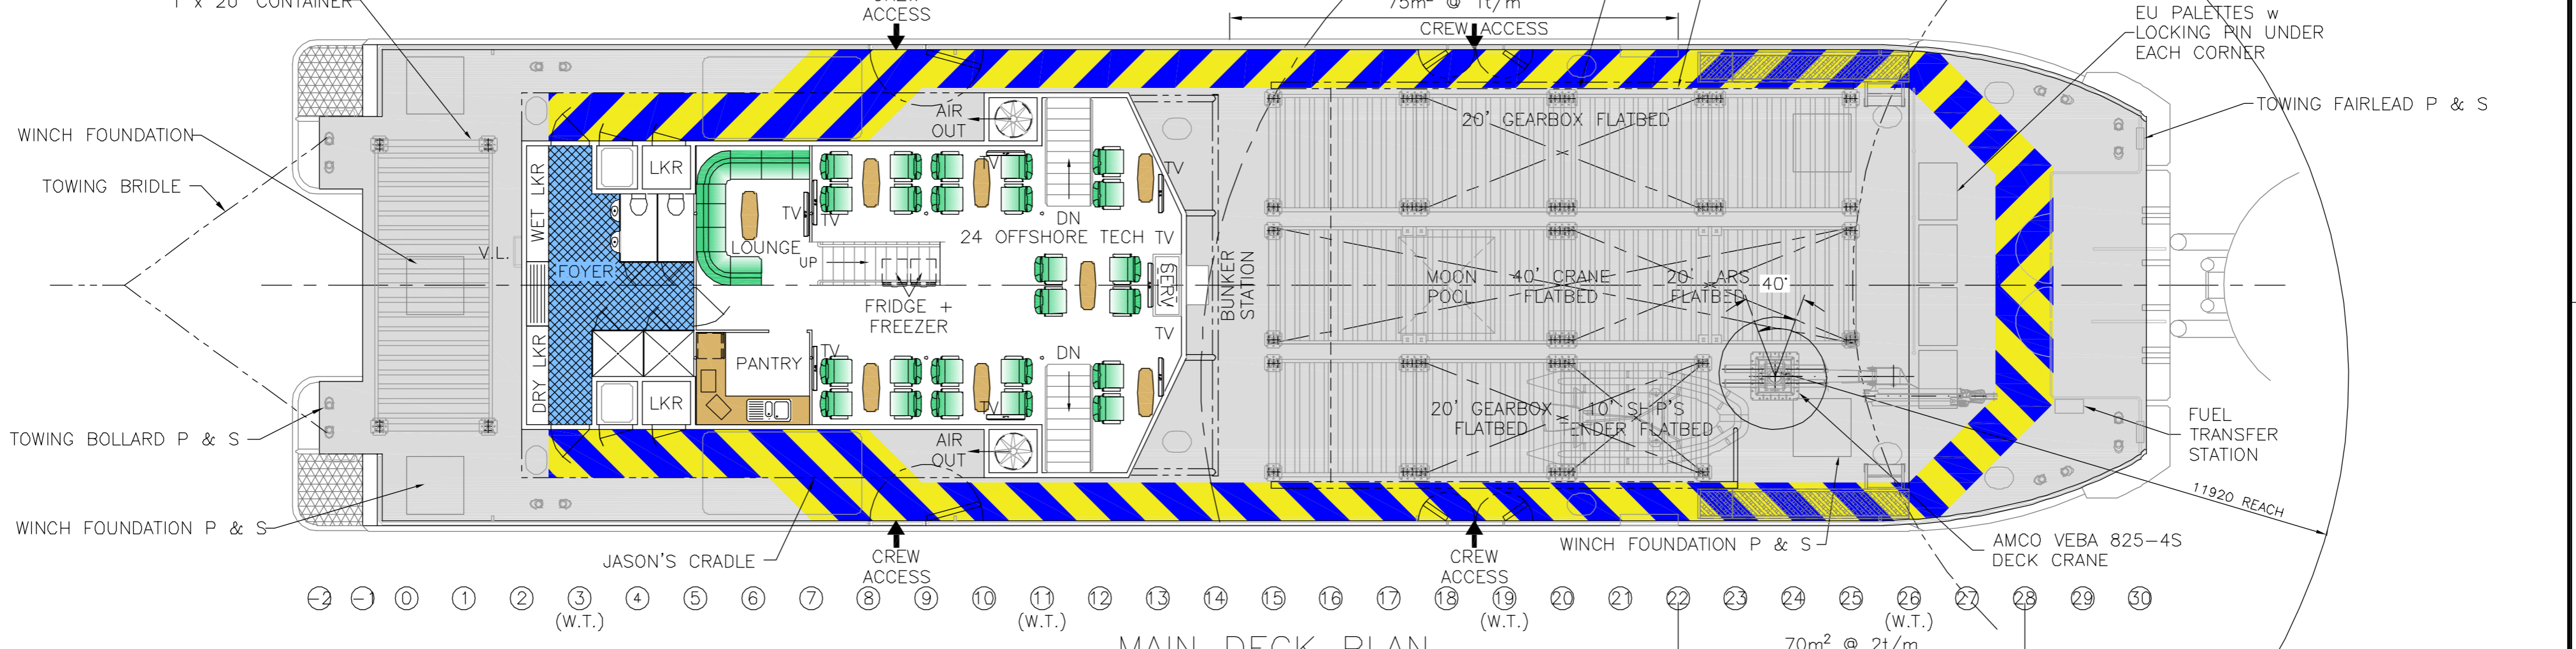 1 x 20' CONTAINER
CREW
ACCESS
75m² @ 1t/m
CREW ACCESS
EU PALETTES w
LOCKING PIN UNDER
EACH CORNER
WINCH FOUNDATION
TOWING BRIDLE
TOWING FAIRLEAD P & S
AIR
OUT
20' GEARBOX FLATBED
WET LKR
LKR
TV
TV
TV
TV
V.L.
FOYER
LOUNGE
UP
DN
24 OFFSHORE TECH
TV
FRIDGE +
FREEZER
SERV
BUNKER
STATION
MOON
POOL
40' CRANE
FLATBED
20' LARS
FLATBED
40°
DRY LKR
LKR
PANTRY
TV
DN
TV
TV
20' GEARBOX
FLATBED
10' SHIP'S
TENDER FLATBED
AIR
OUT
TOWING BOLLARD P & S
FUEL
TRANSFER
STATION
11920 REACH
WINCH FOUNDATION P & S
JASON'S CRADLE
CREW
ACCESS
CREW
ACCESS
WINCH FOUNDATION P & S
AMCO VEBA 825-4S
DECK CRANE
-2 -1 0 1 2 3 4 5 6 7 8 9 10 11 12 13 14 15 16 17 18 19 20 21 22 23 24 25 26 27 28 29 30
(W.T.) (W.T.) (W.T.) (W.T.)
MAIN DECK PLAN
70m² @ 2t/m